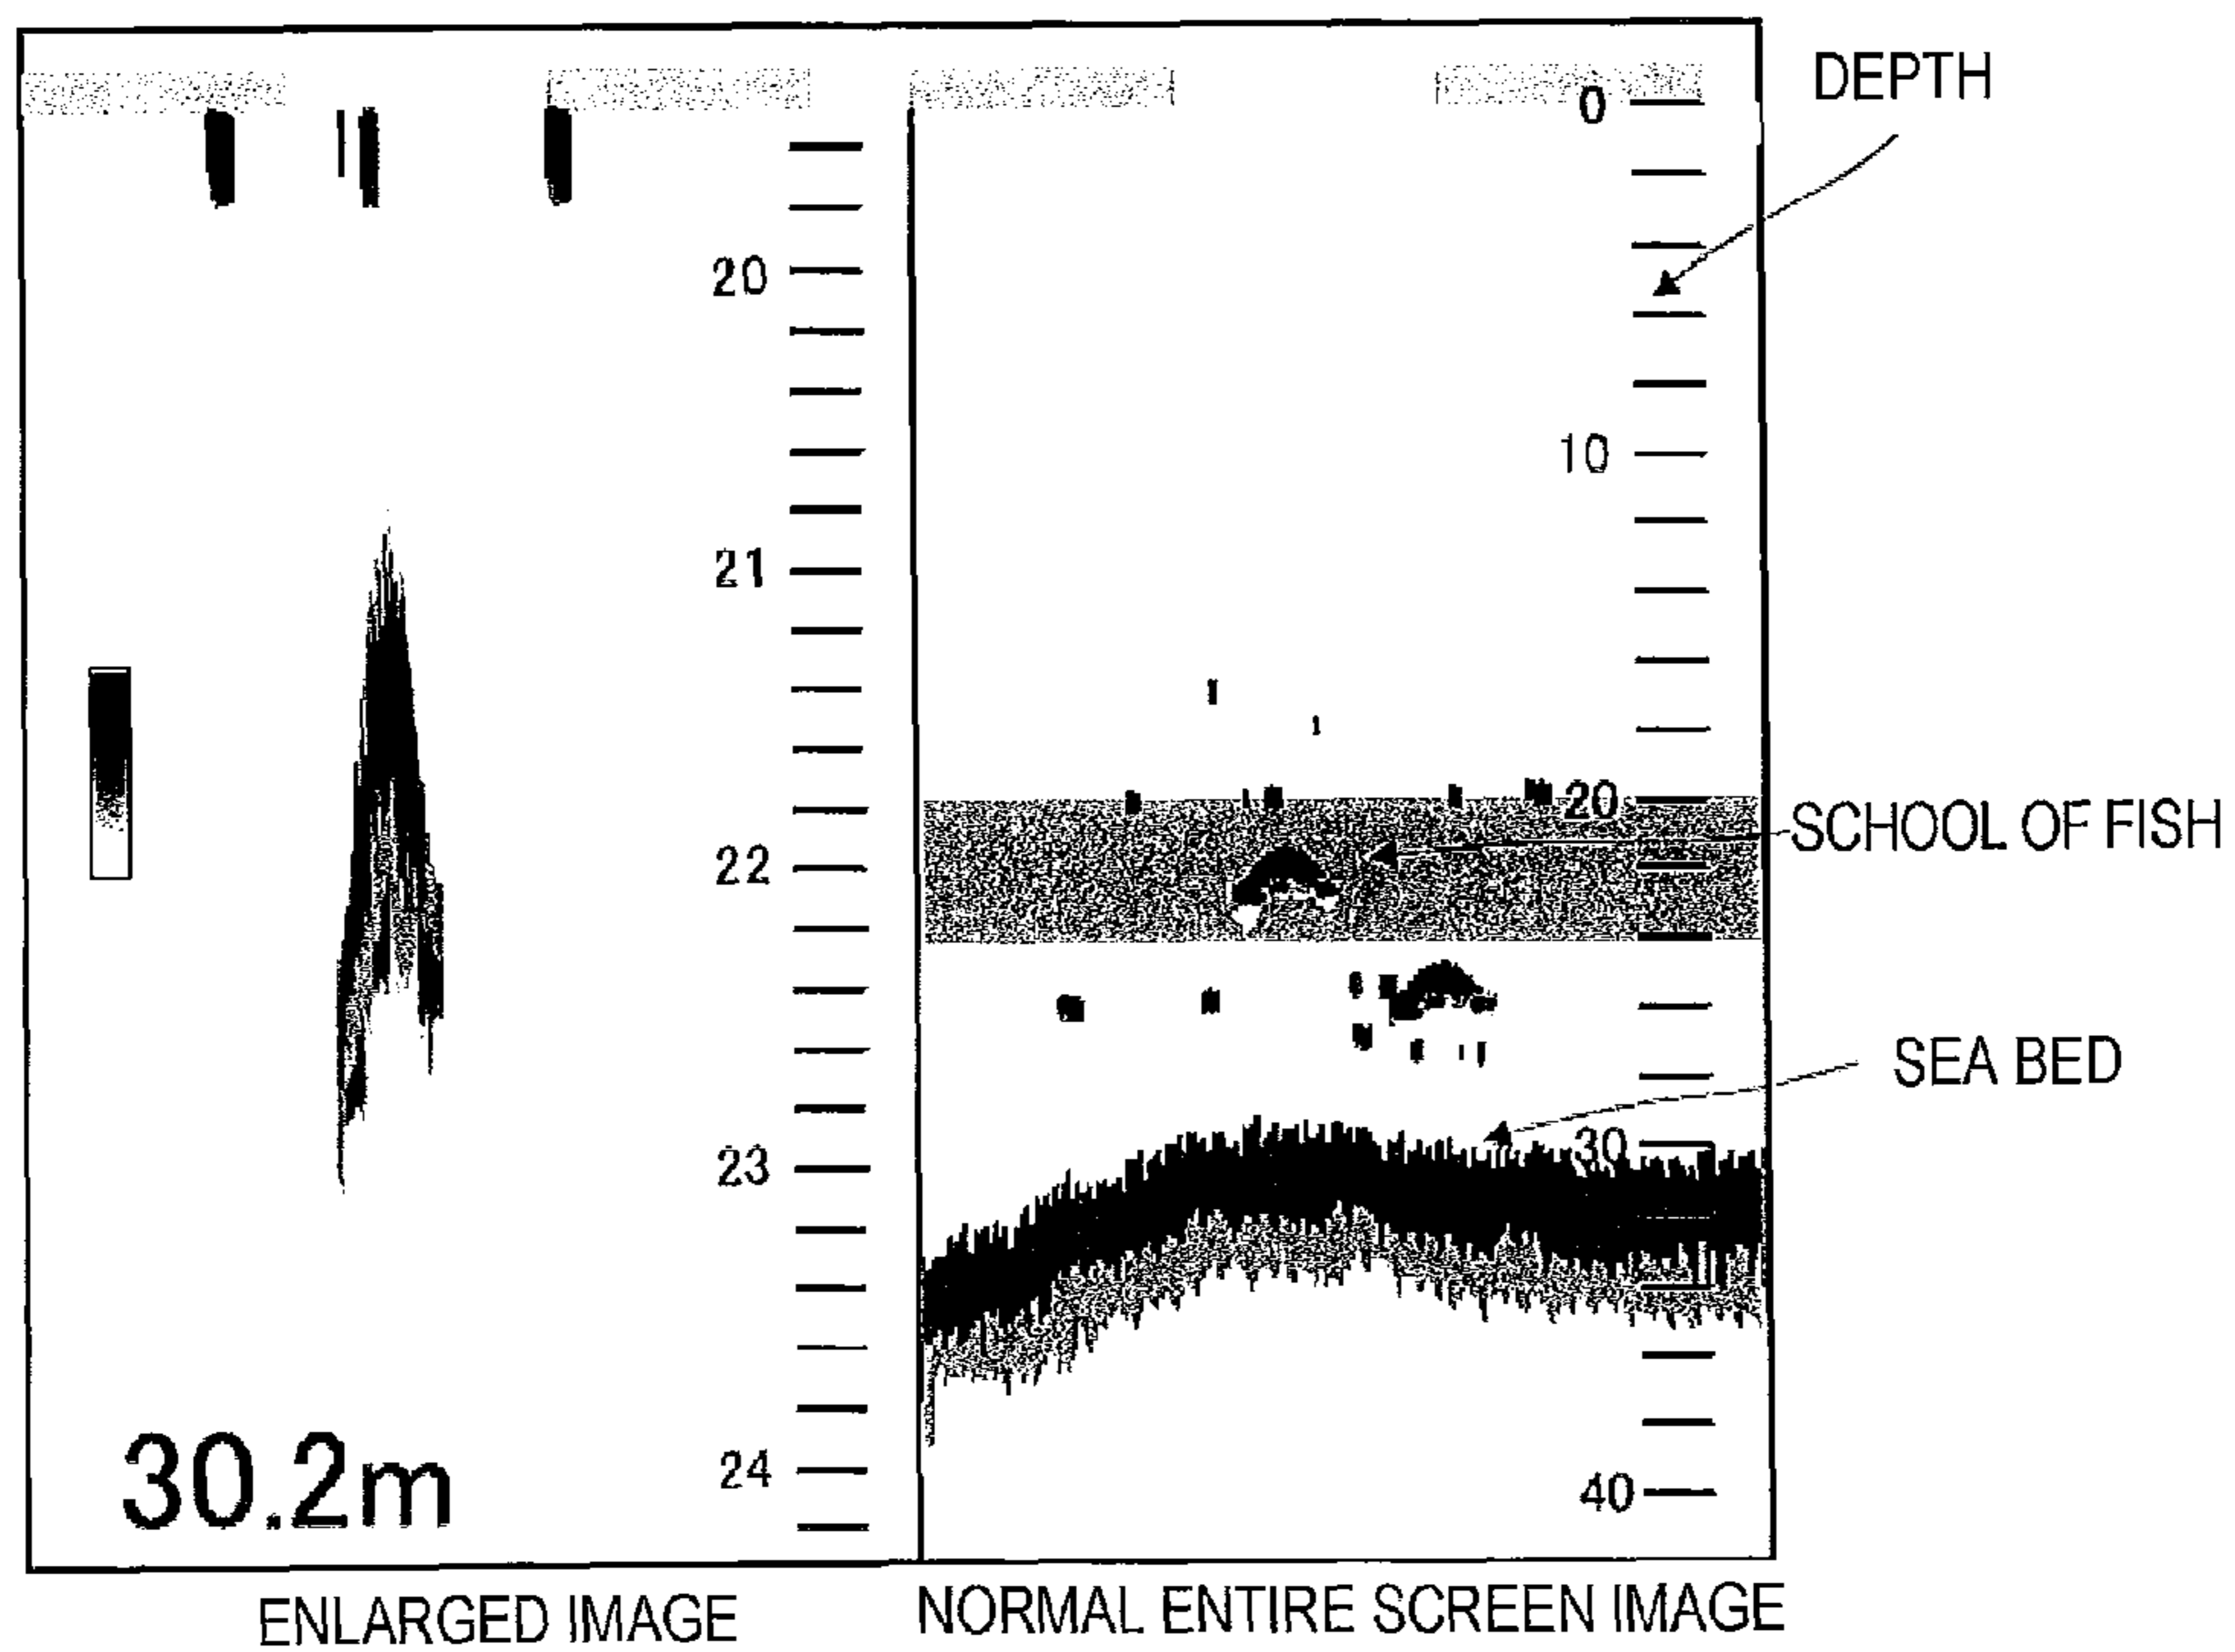 DEPTH
0
20
10
21
20
SCHOOL OF FISH
22
SEA BED
30
23
24
40
30.2m
ENLARGED IMAGE
NORMAL ENTIRE SCREEN IMAGE